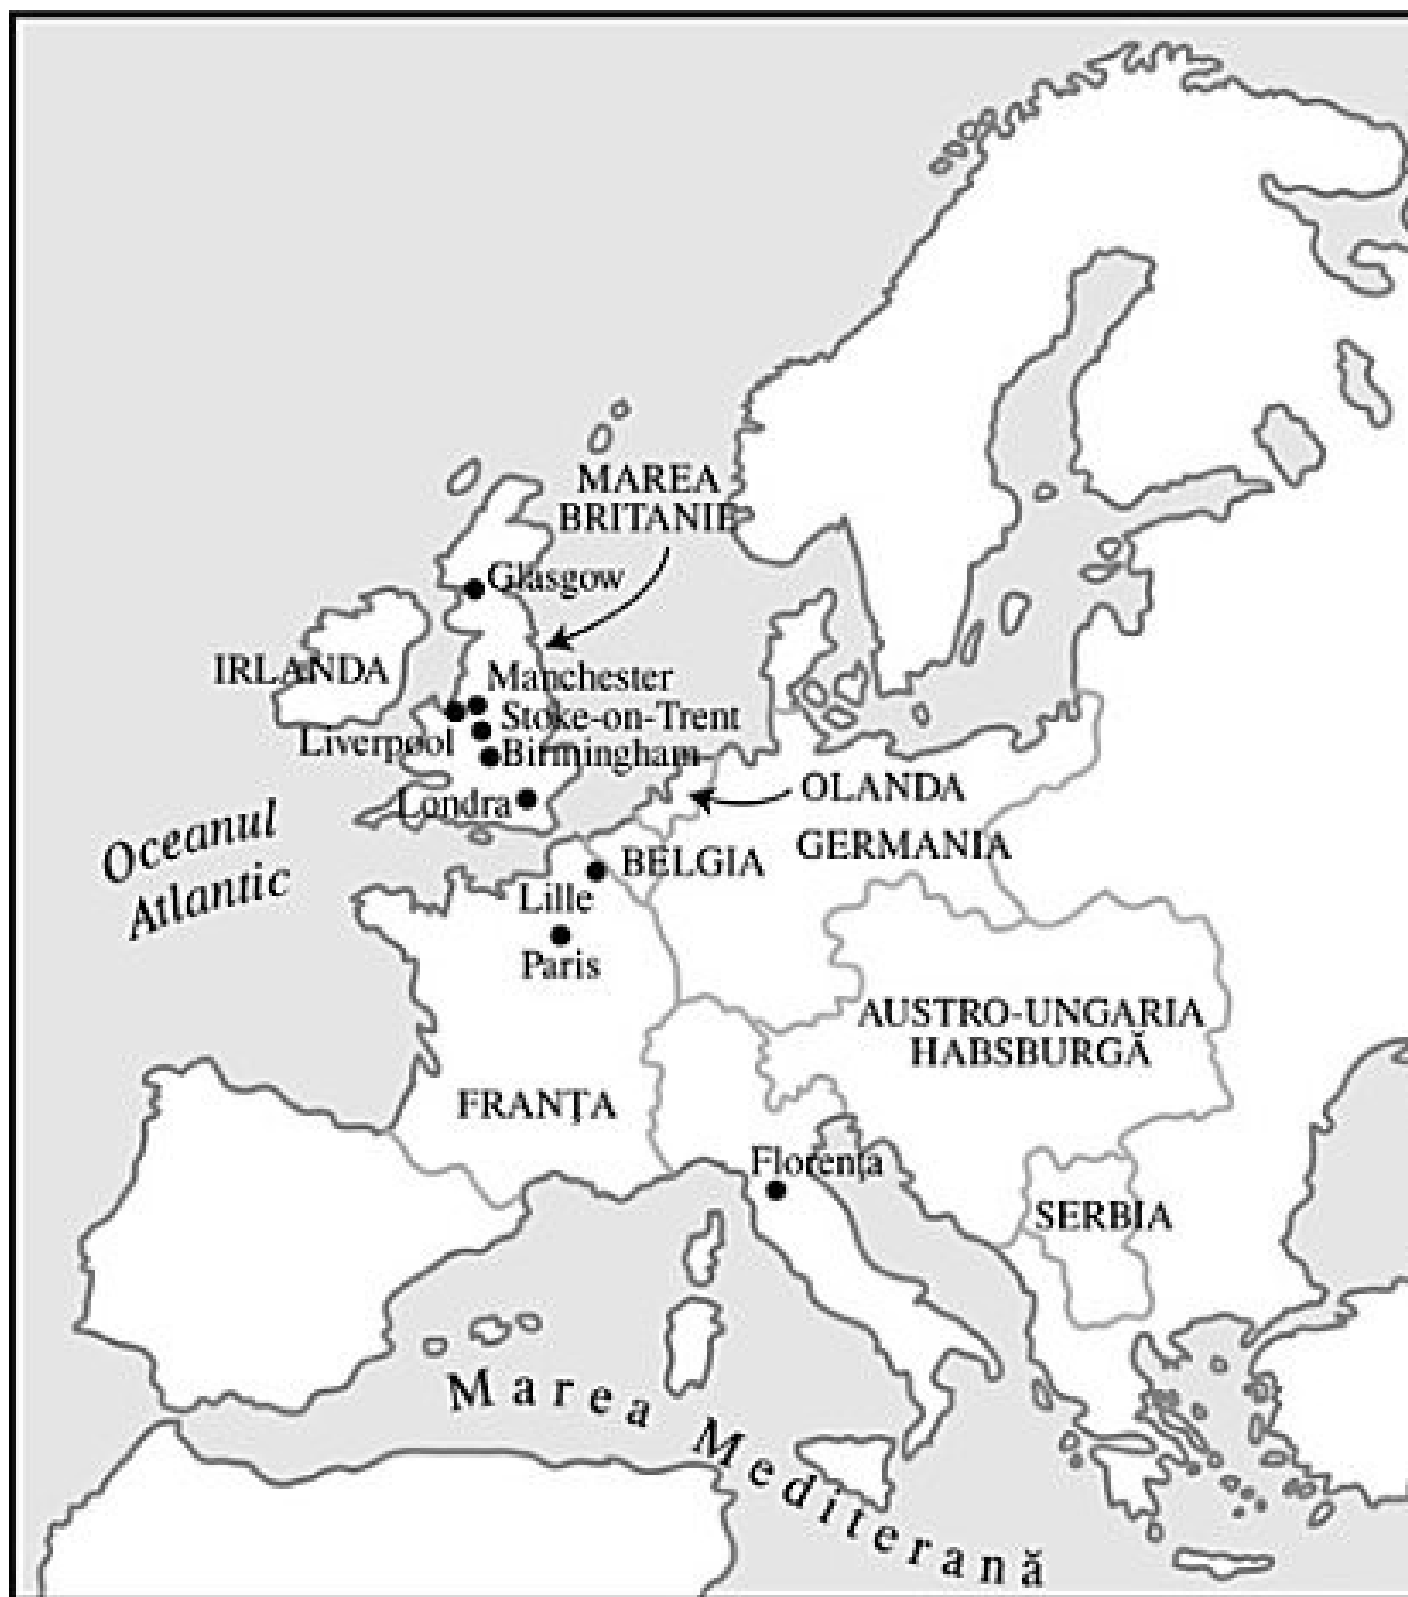 MAREA
BRITANIE
Glasgow
IRLANDA
Manchester
Stoke-on-Trent
Liverpool
Birmingham
Londra
OLANDA
Oceanul
Atlantic
GERMANIA
BELGIA
Lille
Paris
AUSTRO-UNGARIA
HABSBURGĂ
FRANȚA
Florența
SERBIA
Marea Mediterană